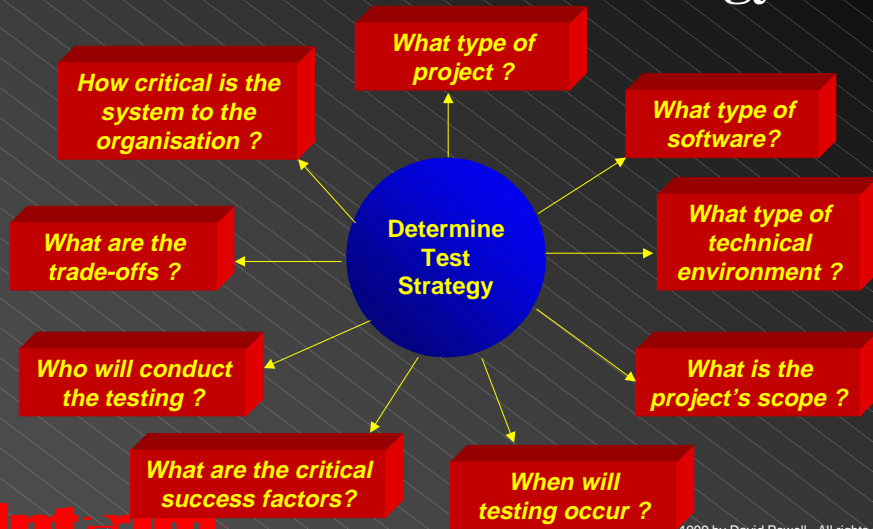 What type of
project ?
How critical is the
system to the
organisation ?
What type of
software?
What type of
technical
environment ?
Determine
Test
Strategy
What are the
trade-offs ?
What is the
project's scope ?
Who will conduct
the testing ?
What are the critical
success factors?
When will
testing occur ?